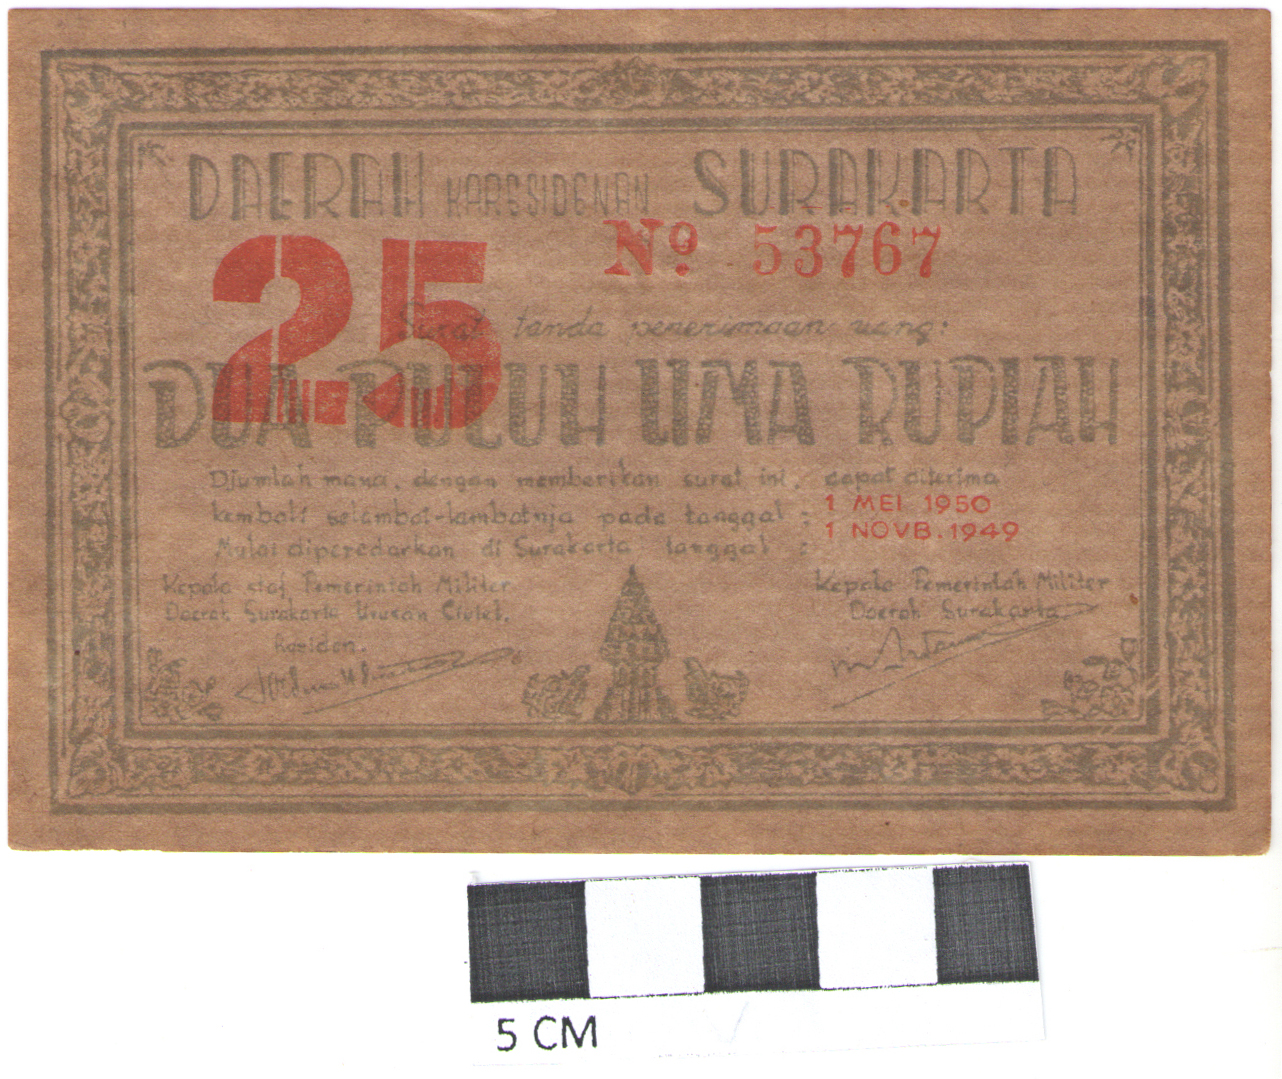 DAERAH KARESIDENAN SURAKARTA
No 53767
25
Surat tanda penerimaan uang:
DUA PULUH LIMA RUPIAH
Djumlah mana, dengan memberikan surat ini, dapat diterima
kembali selambat-lambatnja pada tanggal : 1 MEI 1950
Mulai diperedarkan di Surakarta tanggal : 1 NOVB. 1949
Kepala staf Pemerintah Militer
Daerah Surakarta Urusan Civiel,
Residen.
Kepala Pemerintah Militer
Daerah Surakarta
5 CM